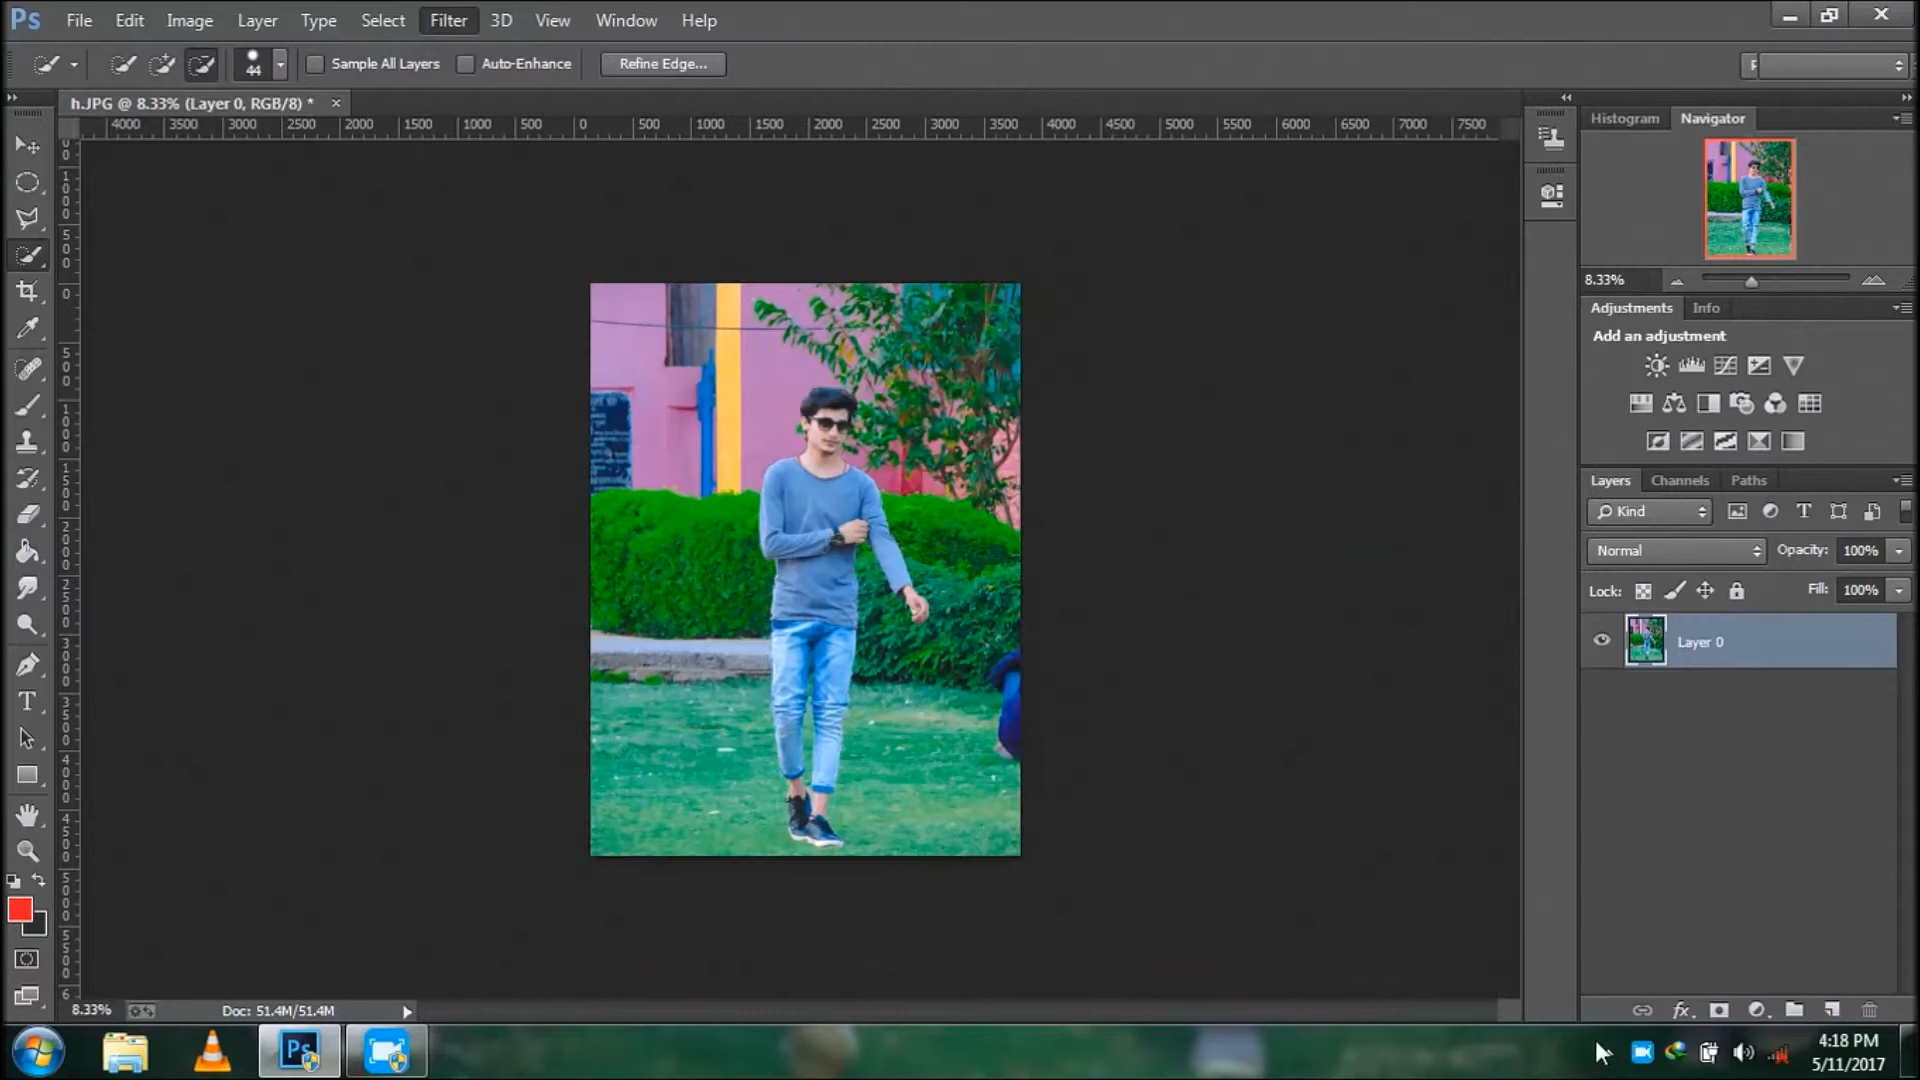 Ps File Edit Image Layer Type Select Filter 3D View Window Help
44 Sample All Layers Auto-Enhance Refine Edge...
h.JPG @ 8.33% (Layer 0, RGB/8) * ×
4000 3500 3000 2500 2000 1500 1000 500 0 500 1000 1500 2000 2500 3000 3500 4000 4500 5000 5500 6000 6500 7000 7500
Histogram Navigator
8.33%
Adjustments Info
Add an adjustment
Layers Channels Paths
Kind
Normal Opacity: 100%
Lock: Fill: 100%
Layer 0
8.33% Doc: 51.4M/51.4M
Ps
4:18 PM
5/11/2017